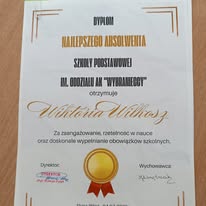 DYPLOM
NAJLEPSZEGO ABSOLWENTA
SZKOŁY PODSTAWOWEJ
IM. ODDZIAŁU AK "WYBRANIECCY"
otrzymuje
Wiktoria Wilkosz
Za zaangażowanie, rzetelność w nauce
oraz doskonałe wypełnianie obowiązków szkolnych.
Dyrektor:
Wychowawca: